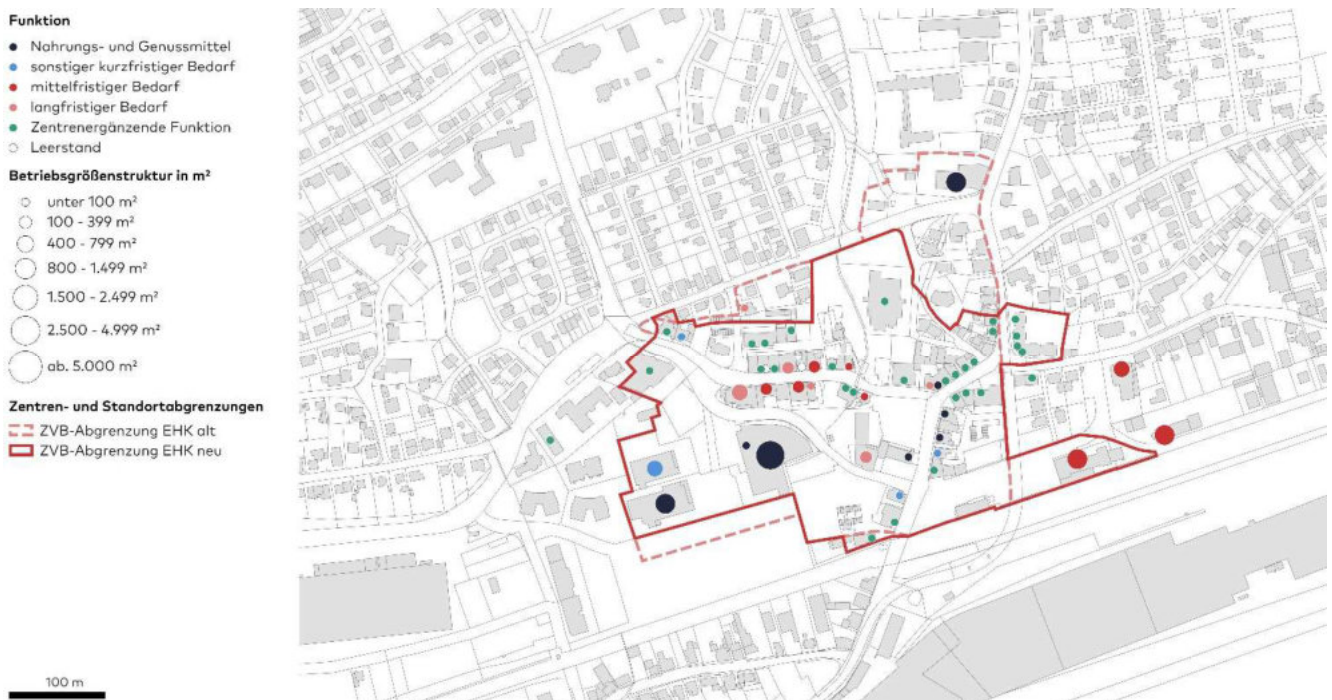 Funktion
Nahrungs- und Genussmittel
sonstiger kurzfristiger Bedarf
mittelfristiger Bedarf
langfristiger Bedarf
Zentrenergänzende Funktion
Leerstand
Betriebsgrößenstruktur in m²
unter 100 m²
100 - 399 m²
400 - 799 m²
800 - 1.499 m²
1.500 - 2.499 m²
2.500 - 4.999 m²
ab. 5.000 m²
Zentren- und Standortabgrenzungen
ZVB-Abgrenzung EHK alt
ZVB-Abgrenzung EHK neu
100 m